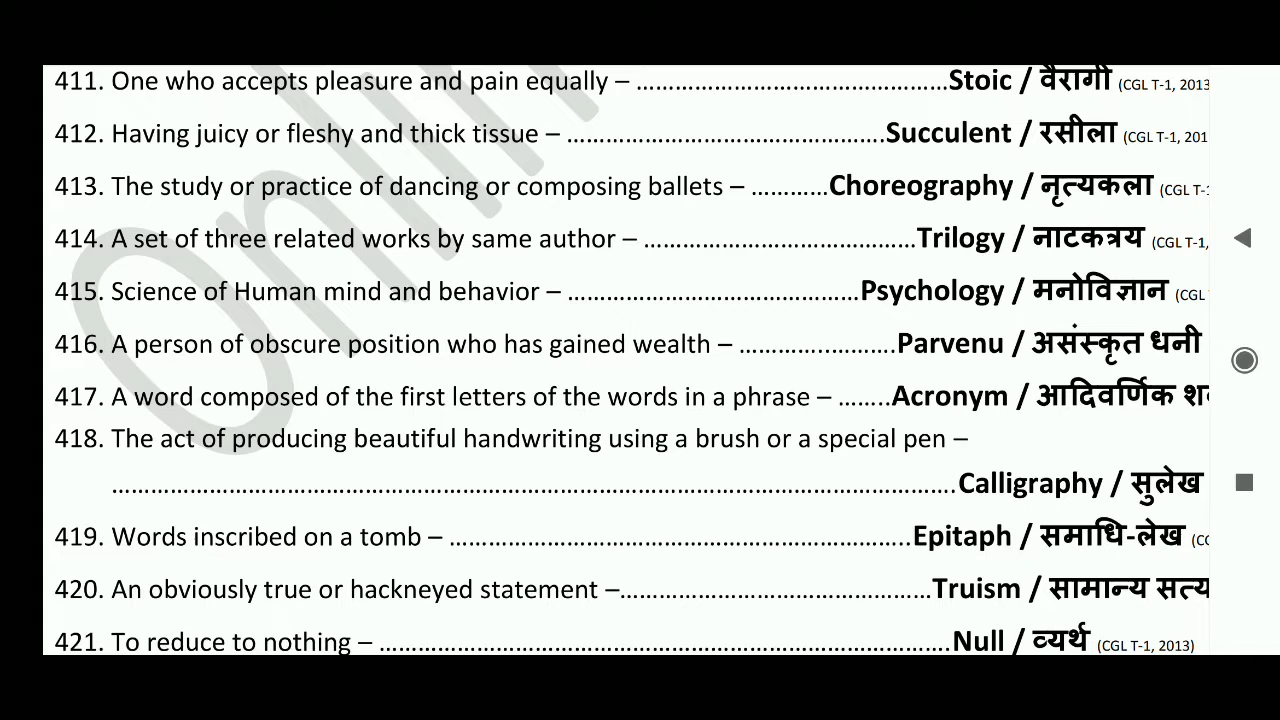 411. One who accepts pleasure and pain equally – ……………………………………………Stoic / वैरागी (CGL T-1, 2013
412. Having juicy or fleshy and thick tissue – …………………………………………….Succulent / रसीला (CGL T-1, 201
413. The study or practice of dancing or composing ballets – …………Choreography / नृत्यकला (CGL T-1
414. A set of three related works by same author – ………………………………………Trilogy / नाटकत्रय (CGL T-1,
415. Science of Human mind and behavior – …………………………………………Psychology / मनोविज्ञान (CGL
416. A person of obscure position who has gained wealth – ………………..….Parvenu / असंस्कृत धनी
417. A word composed of the first letters of the words in a phrase – ……..Acronym / आदिवर्णिक
418. The act of producing beautiful handwriting using a brush or a special pen –
……………………………………………………………………………………………………………….Calligraphy / सुलेख
419. Words inscribed on a tomb – ……………………………………………………………..Epitaph / समाधि-लेख
420. An obviously true or hackneyed statement –…………………………………………Truism / सामान्य सत्य
421. To reduce to nothing – ……………………………………………………………………………….Null / व्यर्थ (CGL T-1, 2013)